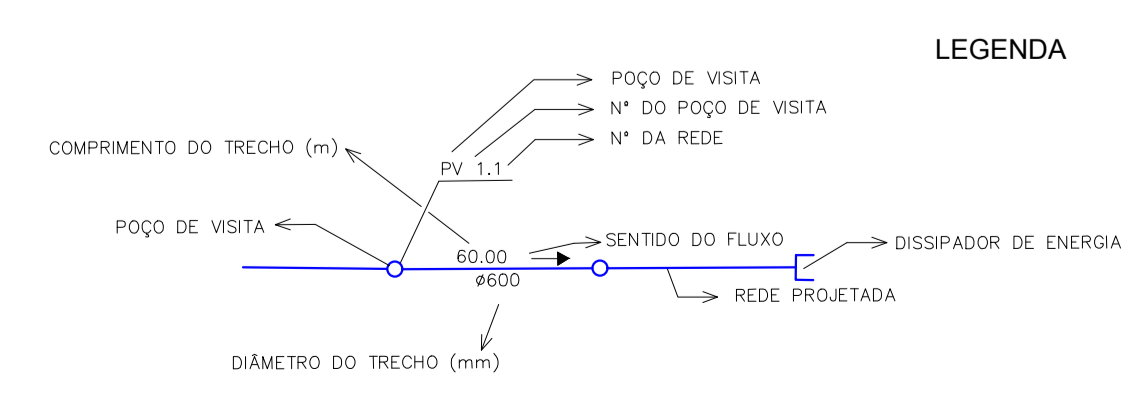 LEGENDA
POÇO DE VISITA
N° DO POÇO DE VISITA
N° DA REDE
COMPRIMENTO DO TRECHO (m)
PV 1.1
POÇO DE VISITA
SENTIDO DO FLUXO
DISSIPADOR DE ENERGIA
60.00
ø600
REDE PROJETADA
DIÂMETRO DO TRECHO (mm)